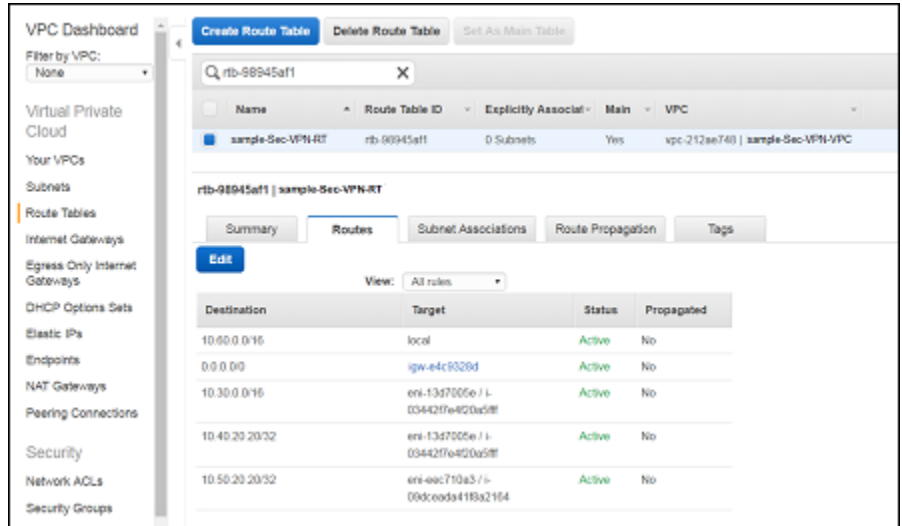 VPC Dashboard
Filter by VPC:
None
Virtual Private
Cloud
Your VPCs
Subnets
Route Tables
Internet Gateways
Egress Only Internet
Gateways
DHCP Options Sets
Elastic IPs
Endpoints
NAT Gateways
Peering Connections
Security
Network ACLs
Security Groups
Create Route Table Delete Route Table Set As Main Table
rtb-98945af1
Name Route Table ID Explicitly Associat Main VPC
sample-Sec-VPN-RT rtb-98945af1 0 Subnets Yes vpc-212ae748 | sample-Sec-VPN-VPC
rtb-98945af1 | sample-Sec-VPN-RT
Summary Routes Subnet Associations Route Propagation Tags
Edit
View: All rules
Destination Target Status Propagated
10.60.0.0/16 local Active No
0.0.0.0/0 igw-e4c9328d Active No
10.30.0.0/16 eni-13d7005e / i-
03442f7e4f20a5fff Active No
10.40.20.20/32 eni-13d7005e / i-
03442f7e4f20a5fff Active No
10.50.20.20/32 eni-eec710a3 / i-
09dceada41f8a2164 Active No